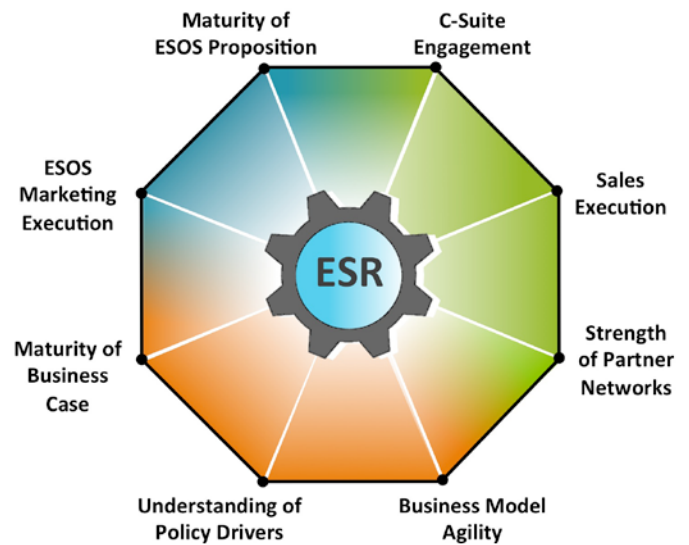 Maturity of
ESOS Proposition
C-Suite
Engagement
ESOS
Marketing
Execution
Sales
Execution
ESR
Maturity of
Business
Case
Strength
of Partner
Networks
Understanding of
Policy Drivers
Business Model
Agility